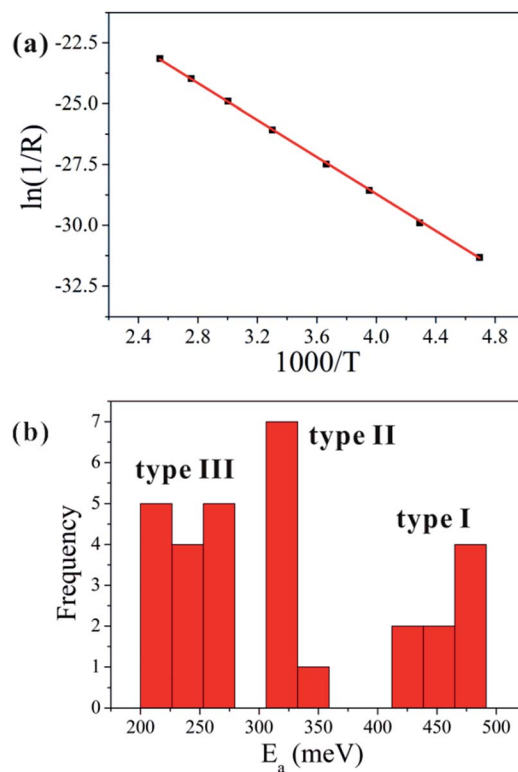 (a)
-22.5
-25.0
-27.5
-30.0
-32.5
ln(1/R)
2.4 2.8 3.2 3.6 4.0 4.4 4.8
1000/T
(b)
7
6
5
4
3
2
1
0
Frequency
type III
type II
type I
200 250 300 350 400 450 500
E_a (meV)